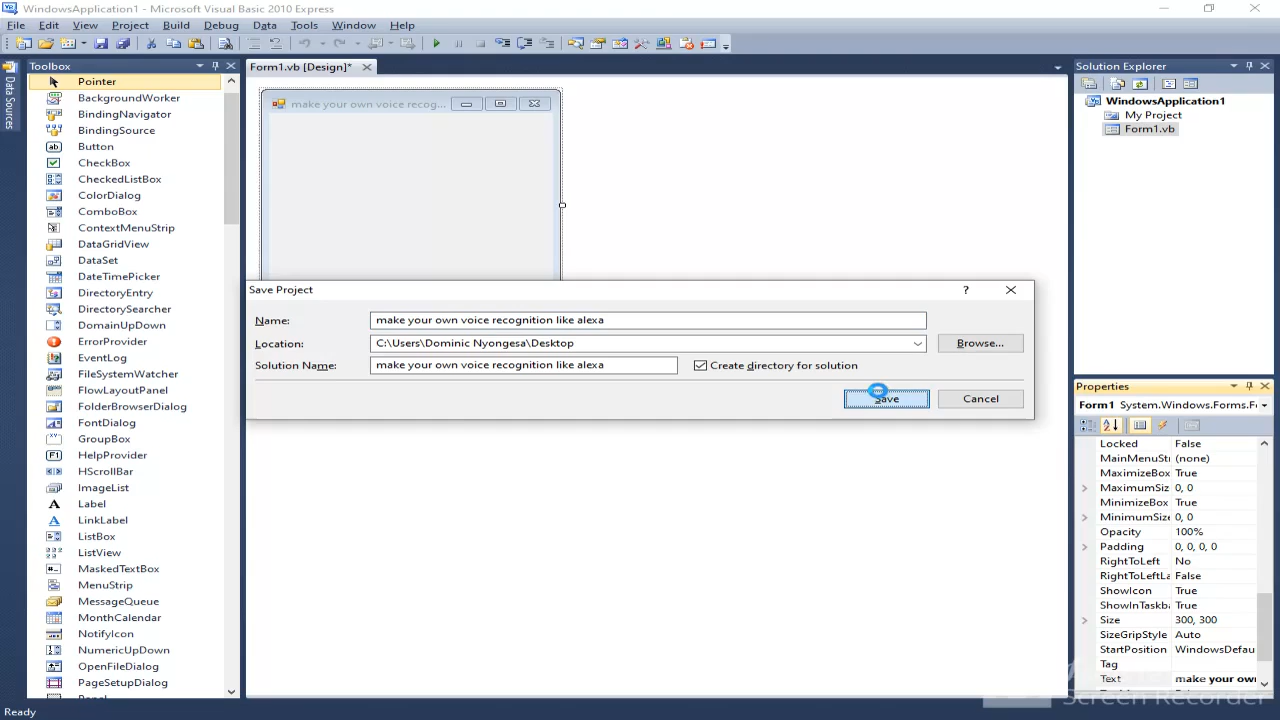 WindowsApplication1 - Microsoft Visual Basic 2010 Express
File Edit View Project Build Debug Data Tools Window Help
Data Sources
Toolbox
Pointer
BackgroundWorker
BindingNavigator
BindingSource
Button
CheckBox
CheckedListBox
ColorDialog
ComboBox
ContextMenuStrip
DataGridView
DataSet
DateTimePicker
DirectoryEntry
DirectorySearcher
DomainUpDown
ErrorProvider
EventLog
FileSystemWatcher
FlowLayoutPanel
FolderBrowserDialog
FontDialog
GroupBox
HelpProvider
HScrollBar
ImageList
Label
LinkLabel
ListBox
ListView
MaskedTextBox
MenuStrip
MessageQueue
MonthCalendar
NotifyIcon
NumericUpDown
OpenFileDialog
PageSetupDialog
Form1.vb [Design]*
make your own voice recog...
Save Project
Name: make your own voice recognition like alexa
Location: C:\Users\Dominic Nyongesa\Desktop Browse...
Solution Name: make your own voice recognition like alexa Create directory for solution
Save Cancel
Solution Explorer
WindowsApplication1
My Project
Form1.vb
Properties
Form1 System.Windows.Forms.Fo
Locked False
MainMenuStr (none)
MaximizeBox True
MaximumSiz 0, 0
MinimizeBox True
MinimumSize 0, 0
Opacity 100%
Padding 0, 0, 0, 0
RightToLeft No
RightToLeftLa False
ShowIcon True
ShowInTaskba True
Size 300, 300
SizeGripStyle Auto
StartPosition WindowsDefau
Tag
Text make your own
Screen Recorder
Ready